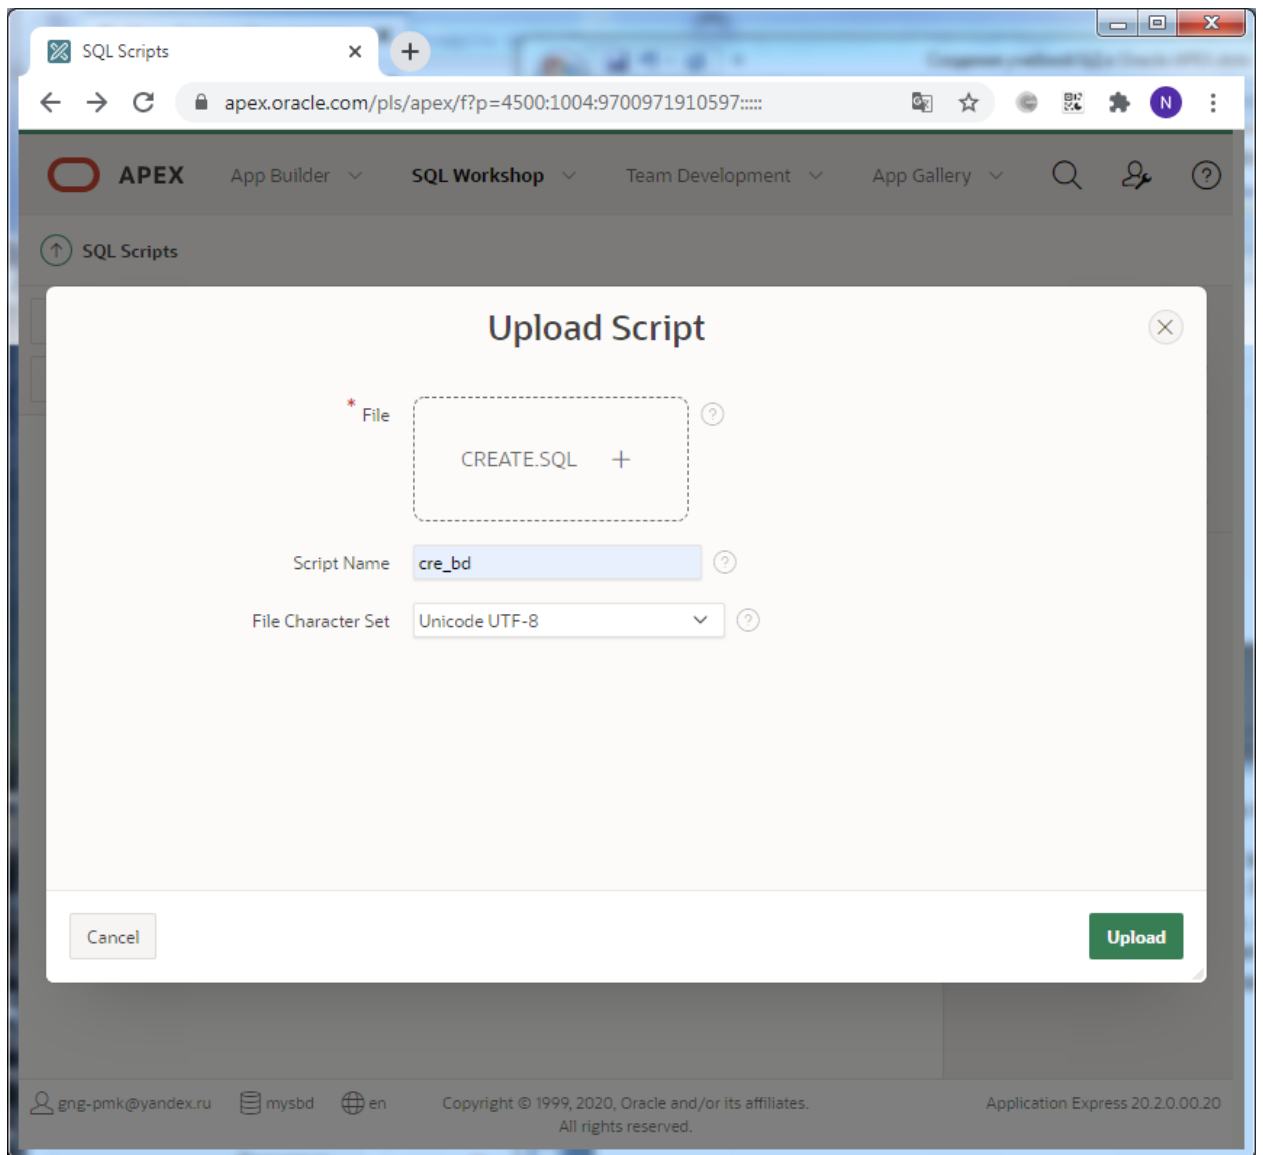 SQL Scripts
apex.oracle.com/pls/apex/f?p=4500:1004:9700971910597:::::
N
APEX App Builder SQL Workshop Team Development App Gallery
SQL Scripts
Upload Script
* File
CREATE.SQL +
Script Name cre_bd
File Character Set Unicode UTF-8
Cancel Upload
gng-pmk@yandex.ru mysbd en Copyright © 1999, 2020, Oracle and/or its affiliates. Application Express 20.2.0.00.20
All rights reserved.